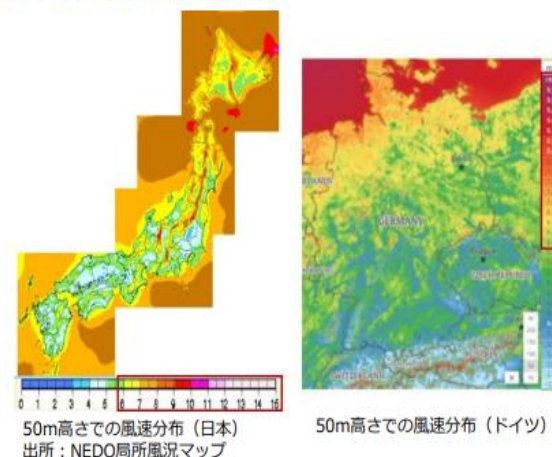 GERMANY
CZECH REPUBLIC
SWITZERLAND
0 1 2 3 4 5 6 7 8 9 10 11 12 13 14 15
50m高さでの風速分布（日本）
出所：NEDO局所風況マップ
50m高さでの風速分布（ドイツ）